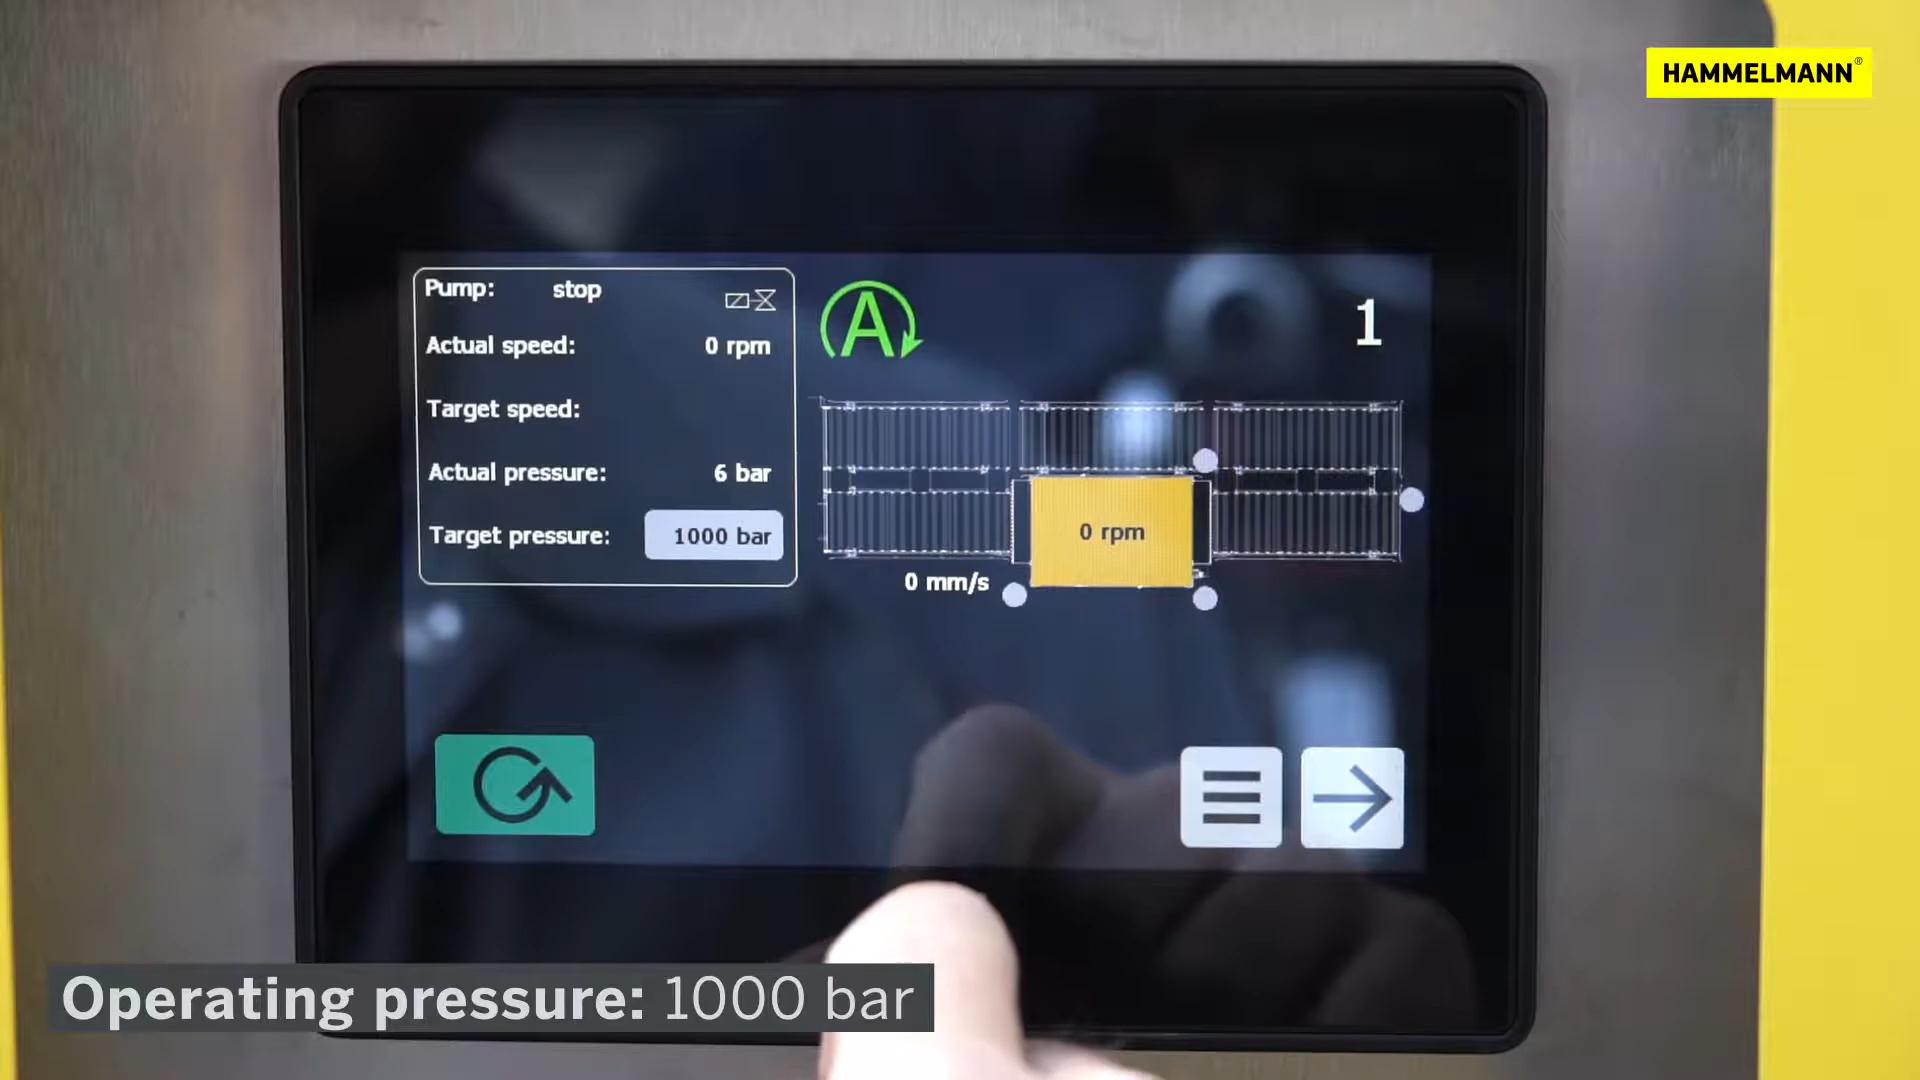 HAMMELMANN®
Pump: stop
Actual speed: 0 rpm
Target speed:
Actual pressure: 6 bar
Target pressure: 1000 bar
A
1
0 rpm
0 mm/s
Operating pressure: 1000 bar